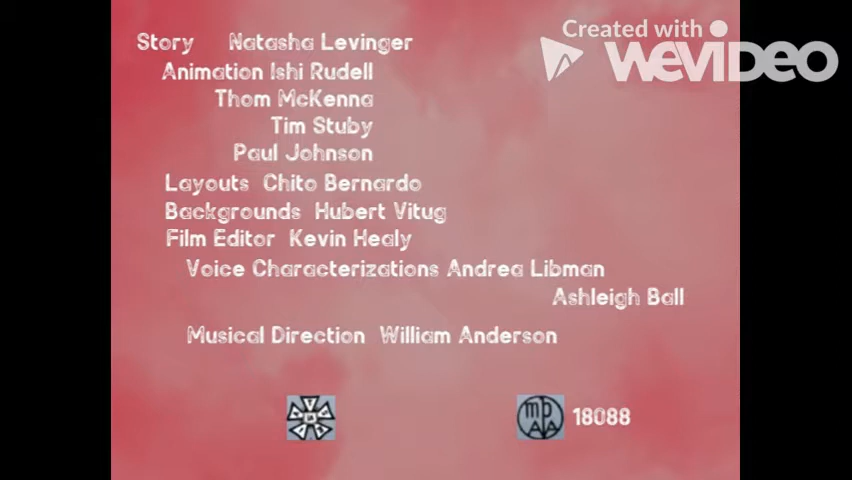 Created with
WEVIDEO
Story Natasha Levinger
Animation Ishi Rudell
Thom McKenna
Tim Stuby
Paul Johnson
Layouts Chito Bernardo
Backgrounds Hubert Vitug
Film Editor Kevin Healy
Voice Characterizations Andrea Libman
Ashleigh Ball
Musical Direction William Anderson
18088